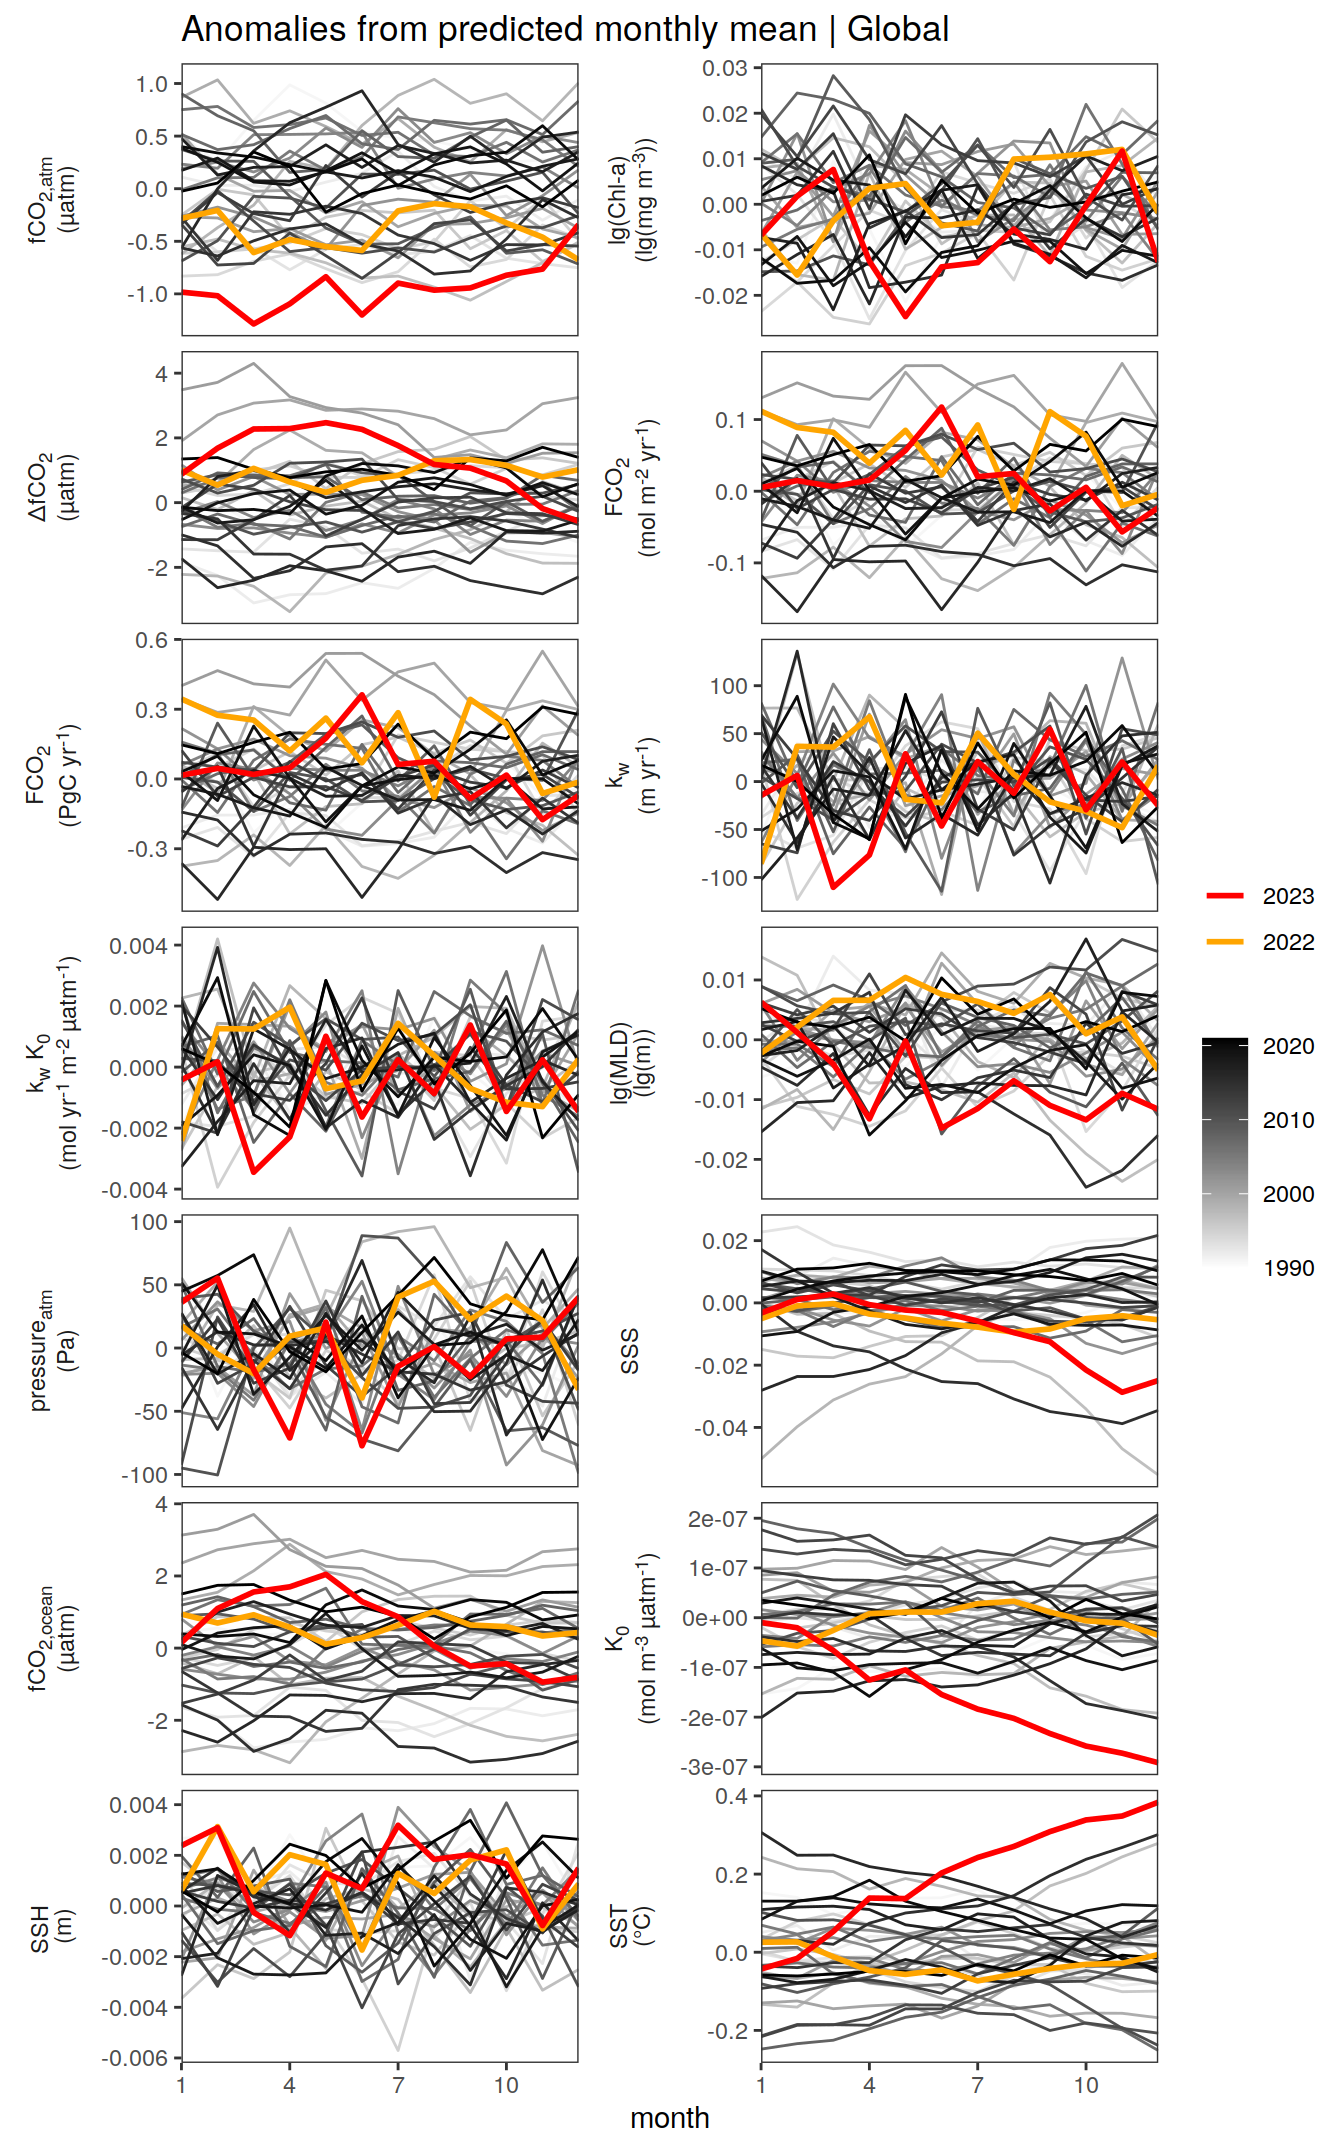 Anomalies from predicted monthly mean | Global
fCO2,atm
(µatm)
1.0
0.5
0.0
-0.5
-1.0
lg(Chl-a)
(lg(mg m-3))
0.03
0.02
0.01
0.00
-0.01
-0.02
ΔfCO2
(µatm)
4
2
0
-2
FCO2
(mol m-2 yr-1)
0.1
0.0
-0.1
FCO2
(PgC yr-1)
0.6
0.3
0.0
-0.3
kw
(m yr-1)
100
50
0
-50
-100
2023
2022
kw K0
(mol yr-1 m-2 µatm-1)
0.004
0.002
0.000
-0.002
-0.004
lg(MLD)
(lg(m))
0.01
0.00
-0.01
-0.02
2020
2010
2000
1990
pressureatm
(Pa)
100
50
0
-50
-100
SSS
0.02
0.00
-0.02
-0.04
fCO2,ocean
(µatm)
4
2
0
-2
K0
(mol m-3 µatm-1)
2e-07
1e-07
0e+00
-1e-07
-2e-07
-3e-07
SSH
(m)
0.004
0.002
0.000
-0.002
-0.004
-0.006
SST
(°C)
0.4
0.2
0.0
-0.2
1 4 7 10
1 4 7 10
month